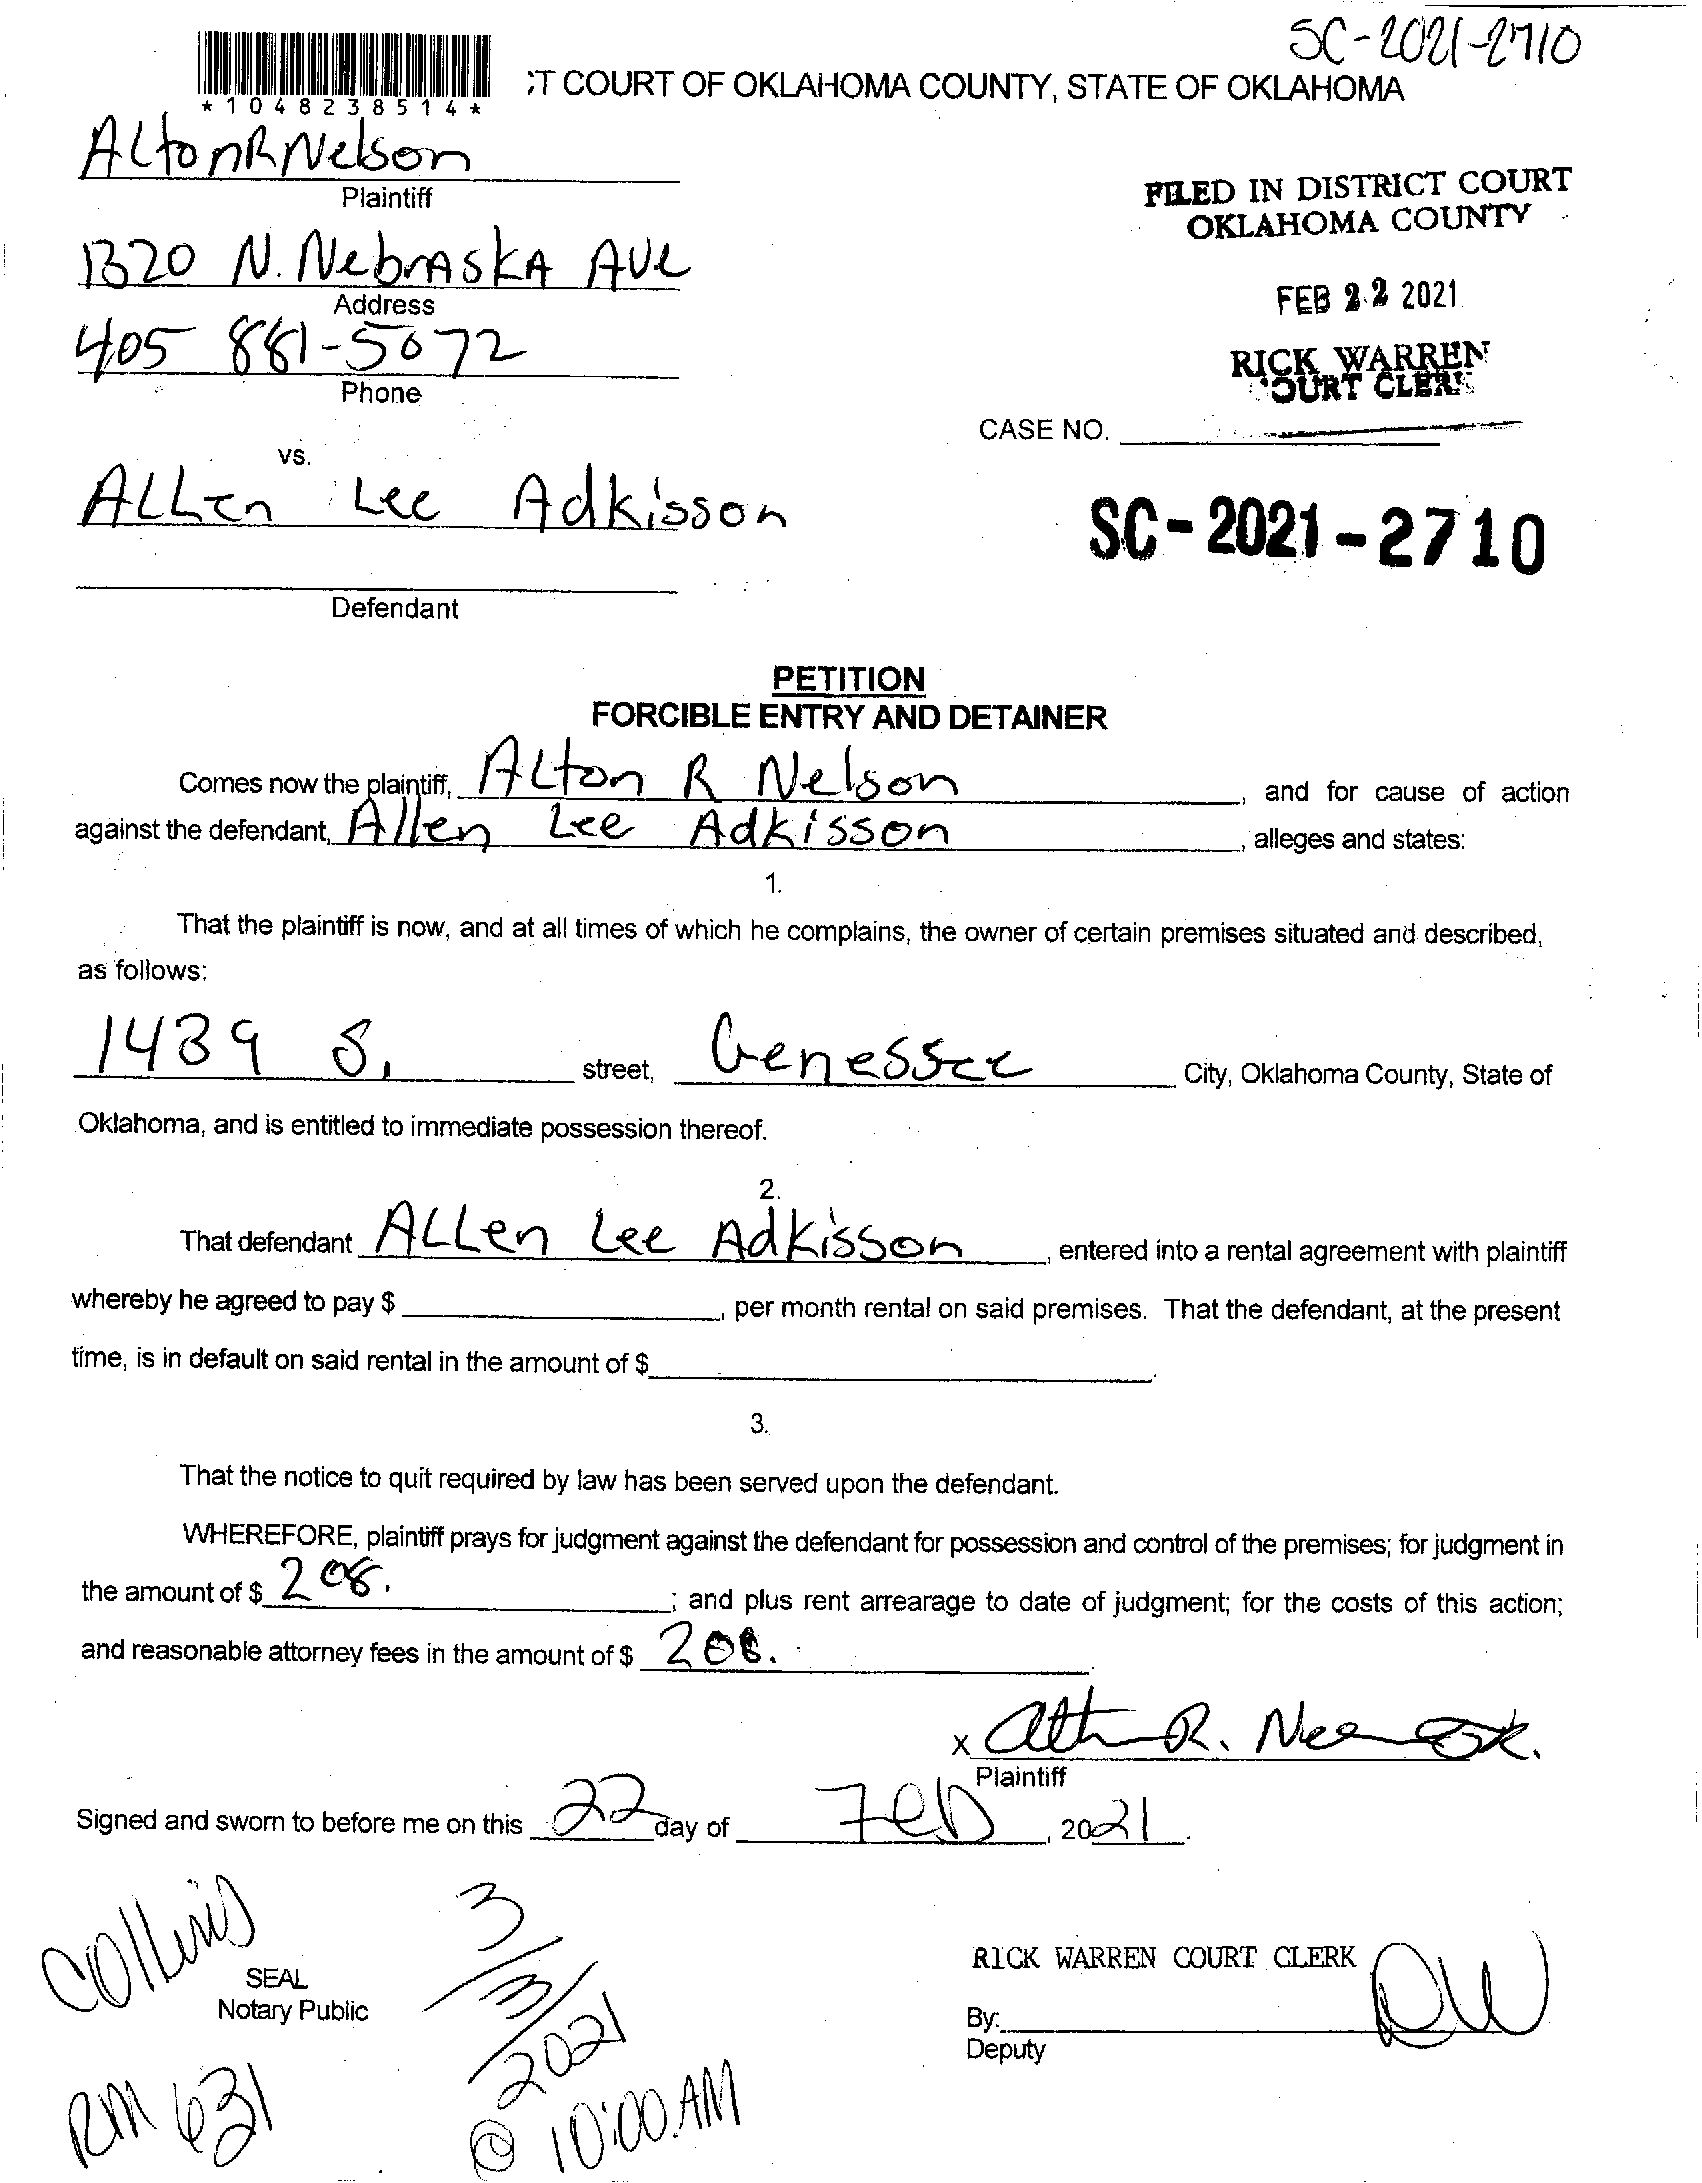 SC-2021-2710
*1048238514*
T COURT OF OKLAHOMA COUNTY, STATE OF OKLAHOMA
Alton R Nelson
Plaintiff
FILED IN DISTRICT COURT
OKLAHOMA COUNTY
1320 N. Nebraska Ave
Address
FEB 22 2021
405 881-5072
Phone
RICK WARREN
COURT CLERK
CASE NO.
vs.
Allen Lee Adkisson
SC-2021-2710
Defendant
PETITION
FORCIBLE ENTRY AND DETAINER
Comes now the plaintiff, Alton R Nelson, and for cause of action
against the defendant, Allen Lee Adkisson, alleges and states:
1.
That the plaintiff is now, and at all times of which he complains, the owner of certain premises situated and described,
as follows:
1439 S. street, Genessee City, Oklahoma County, State of
Oklahoma, and is entitled to immediate possession thereof.
2.
That defendant Allen Lee Adkisson, entered into a rental agreement with plaintiff
whereby he agreed to pay $, per month rental on said premises. That the defendant, at the present
time, is in default on said rental in the amount of $.
3.
That the notice to quit required by law has been served upon the defendant.
WHEREFORE, plaintiff prays for judgment against the defendant for possession and control of the premises; for judgment in
the amount of $ 208.; and plus rent arrearage to date of judgment; for the costs of this action;
and reasonable attorney fees in the amount of $ 208.
x Alton R.
Plaintiff
Signed and sworn to before me on this 22 day of Feb, 2021.
Collins
3/3/2021
SEAL
Notary Public
RICK WARREN COURT CLERK
By:
Deputy
RM 631
@ 10:00 AM